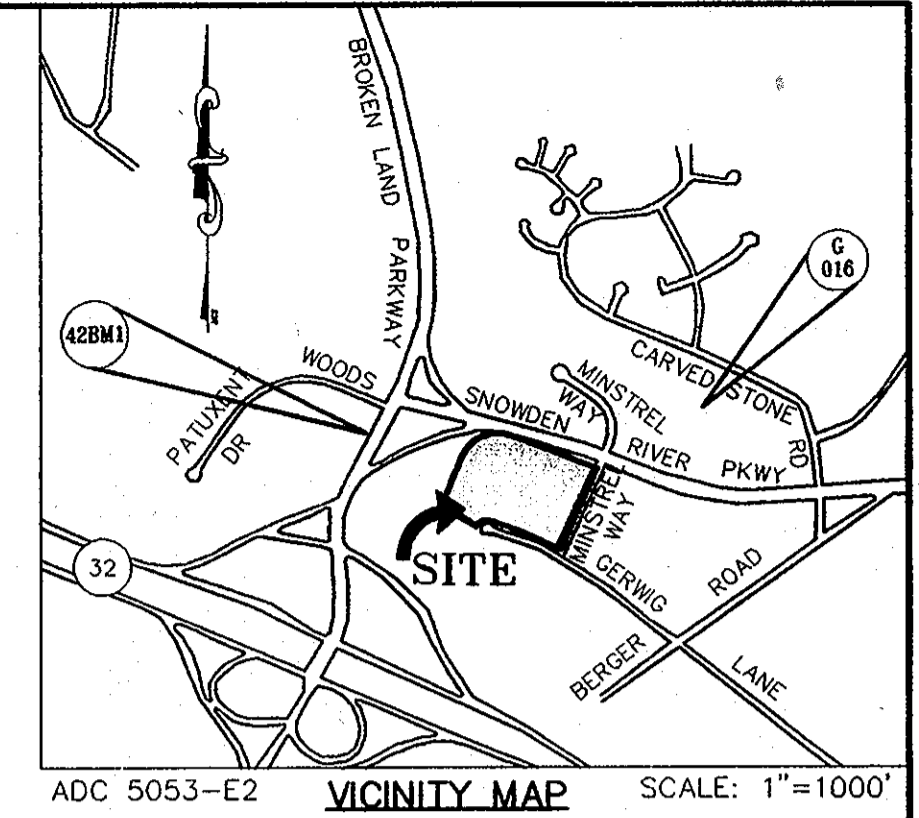 BROKEN LAND PARKWAY
G
016
42BM1
PATUXENT WOODS DR
CARVED STONE RD
MINSTREL WAY
SNOWDEN RIVER PKWY
MINSTREL WAY
SITE
32
GERWIG LANE
BERGER ROAD
ADC 5053-E2
VICINITY MAP
SCALE: 1"=1000'